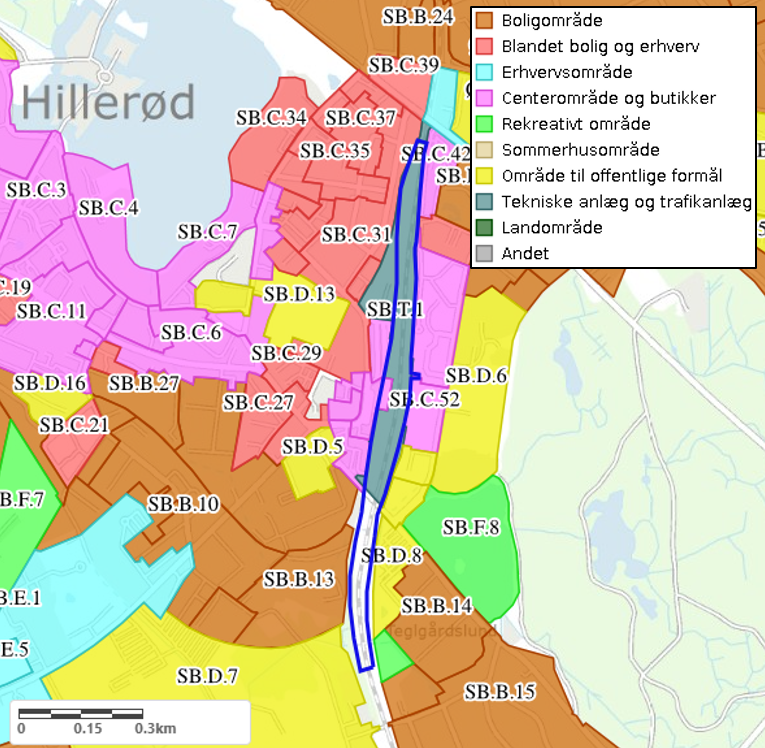 SB.B.24
Boligområde
Blandet bolig og erhverv
Erhvervsområde
Centerområde og butikker
Rekreativt område
Sommerhusområde
Område til offentlige formål
Tekniske anlæg og trafikanlæg
Landområde
Andet
SB.C.39
Hillerød
SB.C.34
SB.C.37
SB.C.35
SB.C.42
SB.
SB.C.3
SB.C.4
SB.C.7
SB.C.31
C.19
SB.C.11
SB.D.13
SB.T.1
SB.C.6
SB.C.29
SB.D.16
SB.B.27
SB.D.6
SB.C.27
SB.C.52
SB.C.21
SB.D.5
B.F.7
SB.B.10
SB.F.8
SB.D.8
SB.B.13
B.E.1
SB.B.14
Teglgårdslund
E.5
SB.D.7
SB.B.15
0 0.15 0.3km